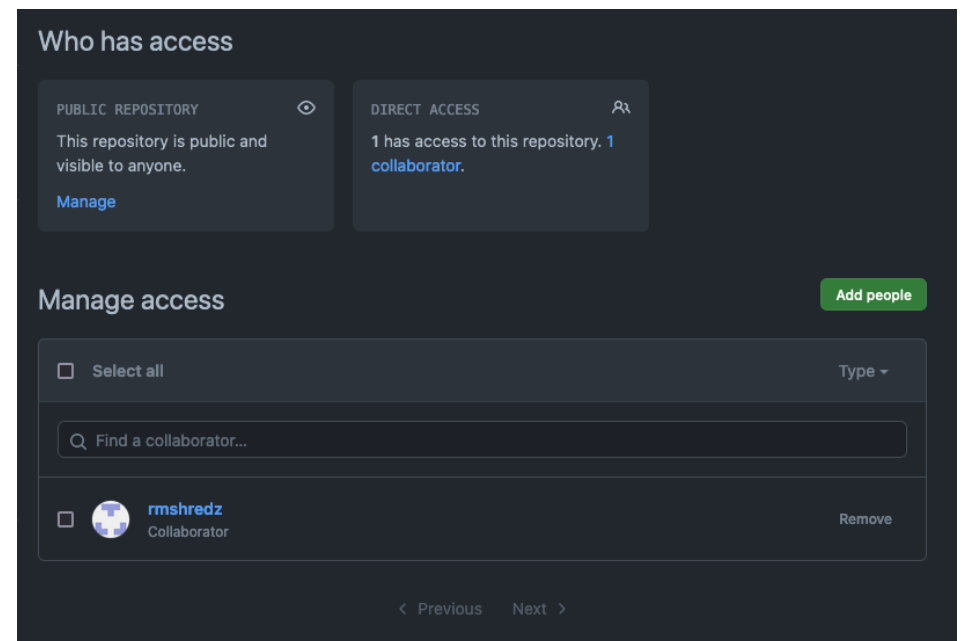 Who has access
PUBLIC REPOSITORY
This repository is public and
visible to anyone.
Manage
DIRECT ACCESS
1 has access to this repository. 1
collaborator.
Manage access
Add people
Select all
Type
Find a collaborator...
rmshredz
Collaborator
Remove
Previous
Next